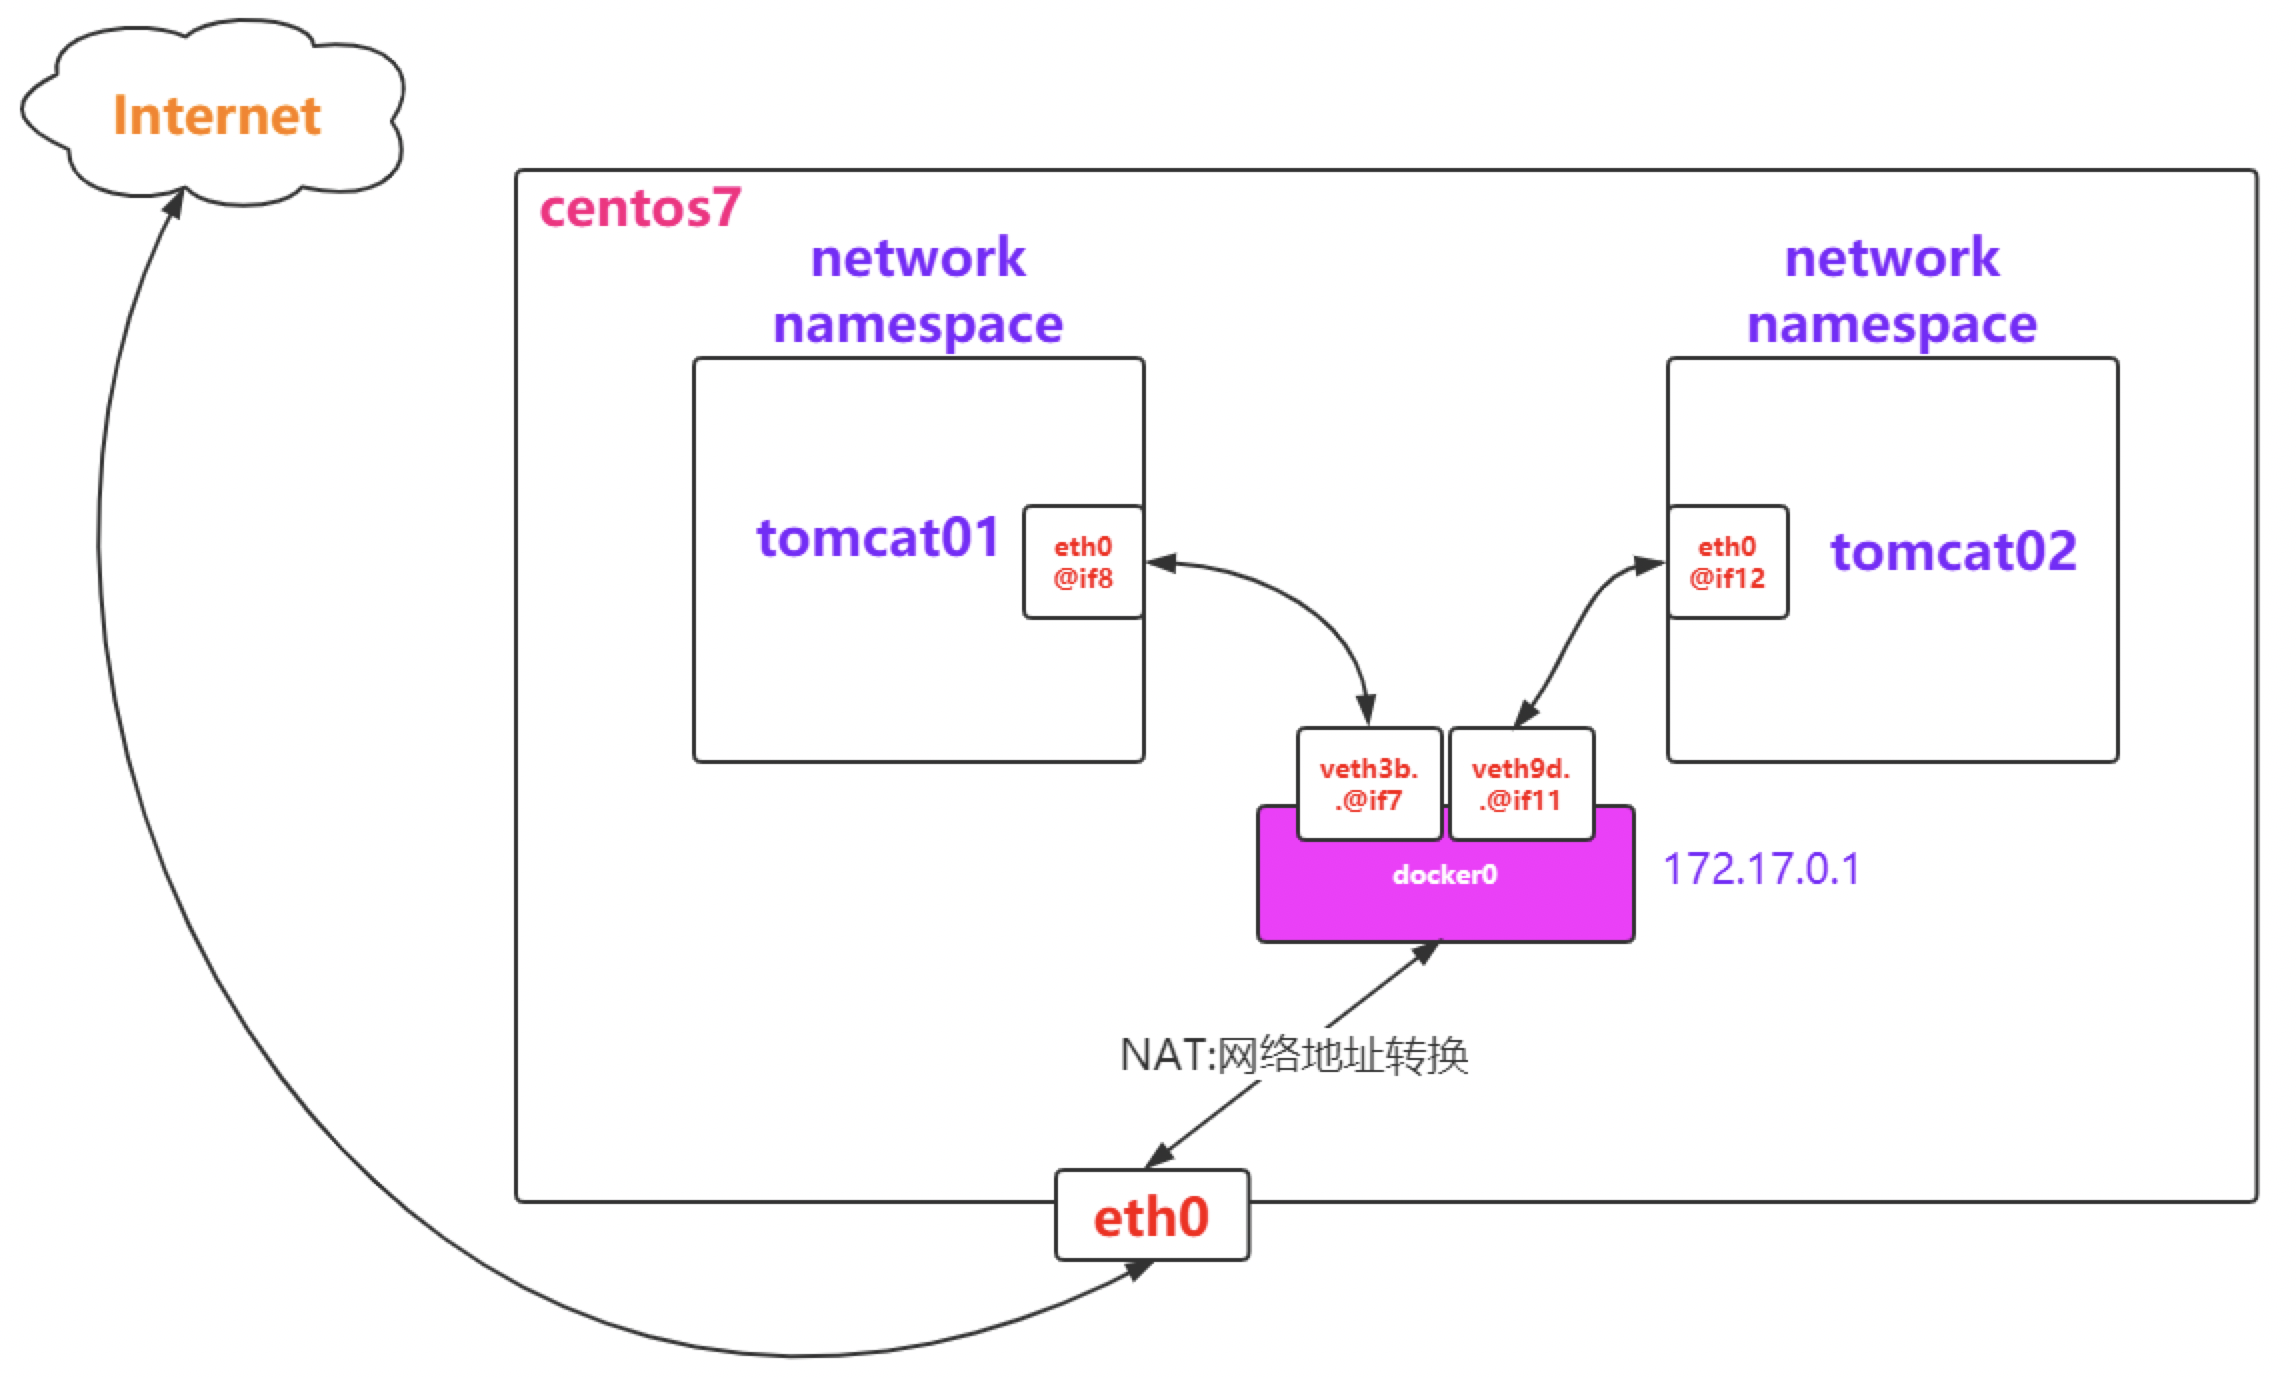 Internet
centos7
network
namespace
network
namespace
tomcat01
eth0
@if8
eth0
@if12
tomcat02
veth3b.
.@if7
veth9d.
.@if11
docker0
172.17.0.1
NAT:网络地址转换
eth0